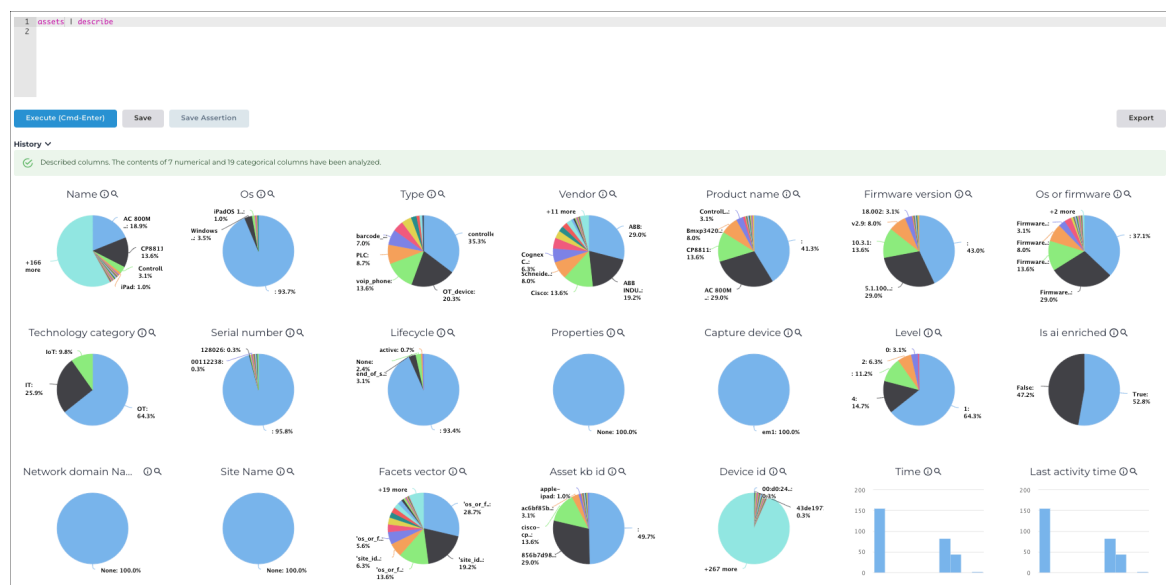 1 assets | describe
2
Execute (Cmd-Enter) Save Save Assertion Export
History
Described columns. The contents of 7 numerical and 19 categorical columns have been analyzed.
Name Os Type Vendor Product name Firmware version Os or firmware
AC 800M
..: 18.9%
CP8811
13.6%
Controll.
3.1%
iPad: 1.0%
+166
more
iPadOS 1..:
1.0%
Windows
..: 3.5%
: 93.7%
barcode_..:
7.0%
PLC:
8.7%
voip_phone:
13.6%
OT_device:
20.3%
controlle
35.3%
+11 more
ABB:
29.0%
Cognex
C..:
6.3%
Schneide..:
8.0%
Cisco: 13.6%
ABB
INDU..:
19.2%
ControlL..:
3.1%
Bmxp3420..:
8.0%
CP8811:
13.6%
AC 800M
..: 29.0%
:
41.3%
18.002: 3.1%
v2.9: 8.0%
10.3.1:
13.6%
5.1.100..:
29.0%
:
43.0%
+2 more
Firmware..:
3.1%
Firmware..:
8.0%
Firmware..:
13.6%
Firmware..:
29.0%
: 37.1%
Technology category Serial number Lifecycle Properties Capture device Level Is ai enriched
IoT: 9.8%
IT:
25.9%
OT:
64.3%
128026: 0.3%
00112238:
0.3%
: 95.8%
active: 0.7%
None:
2.4%
end_of_s..:
3.1%
: 93.4%
None: 100.0%
em1: 100.0%
0: 3.1%
2: 6.3%
: 11.2%
4:
14.7%
1:
64.3%
False:
47.2%
True:
52.8%
Network domain Na... Site Name Facets vector Asset kb id Device id Time Last activity time
None: 100.0%
None: 100.0%
+19 more
'os_or_f..:
28.7%
'os_or_f..:
5.6%
'site_id..:
6.3%
'os_or_f..:
13.6%
'site_id..:
19.2%
apple-
ipad: 1.0%
ac6bf85b..:
3.1%
cisco-
cp..:
13.6%
856b7d98..:
29.0%
:
49.7%
00:d0:24..:
0.3%
43de197
0.3%
+267 more
200
150
100
50
0
200
150
100
50
0